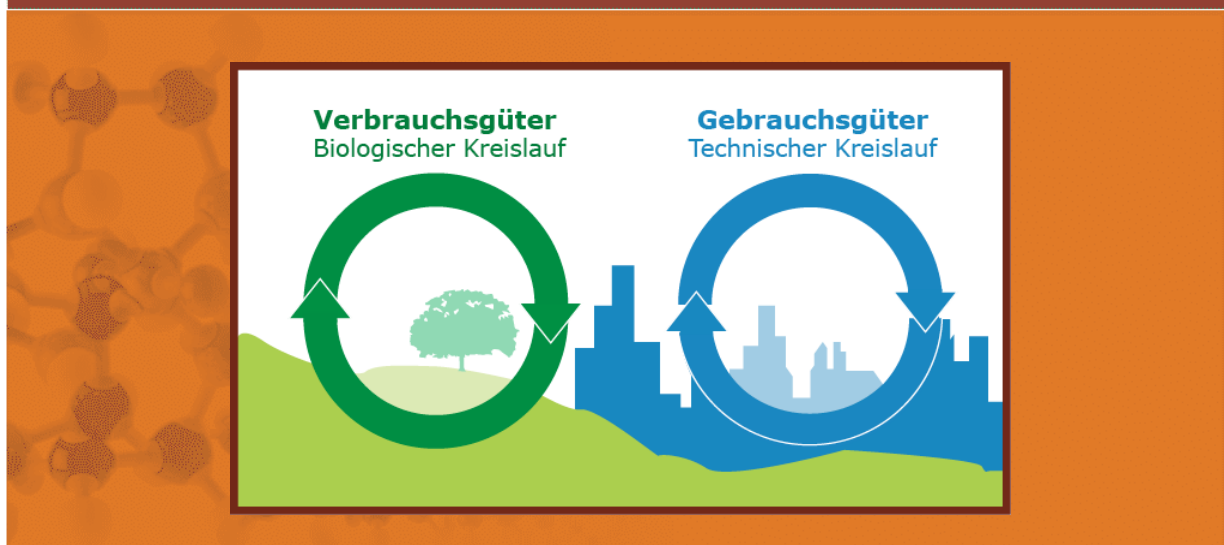 Verbrauchsgüter
Biologischer Kreislauf
Gebrauchsgüter
Technischer Kreislauf